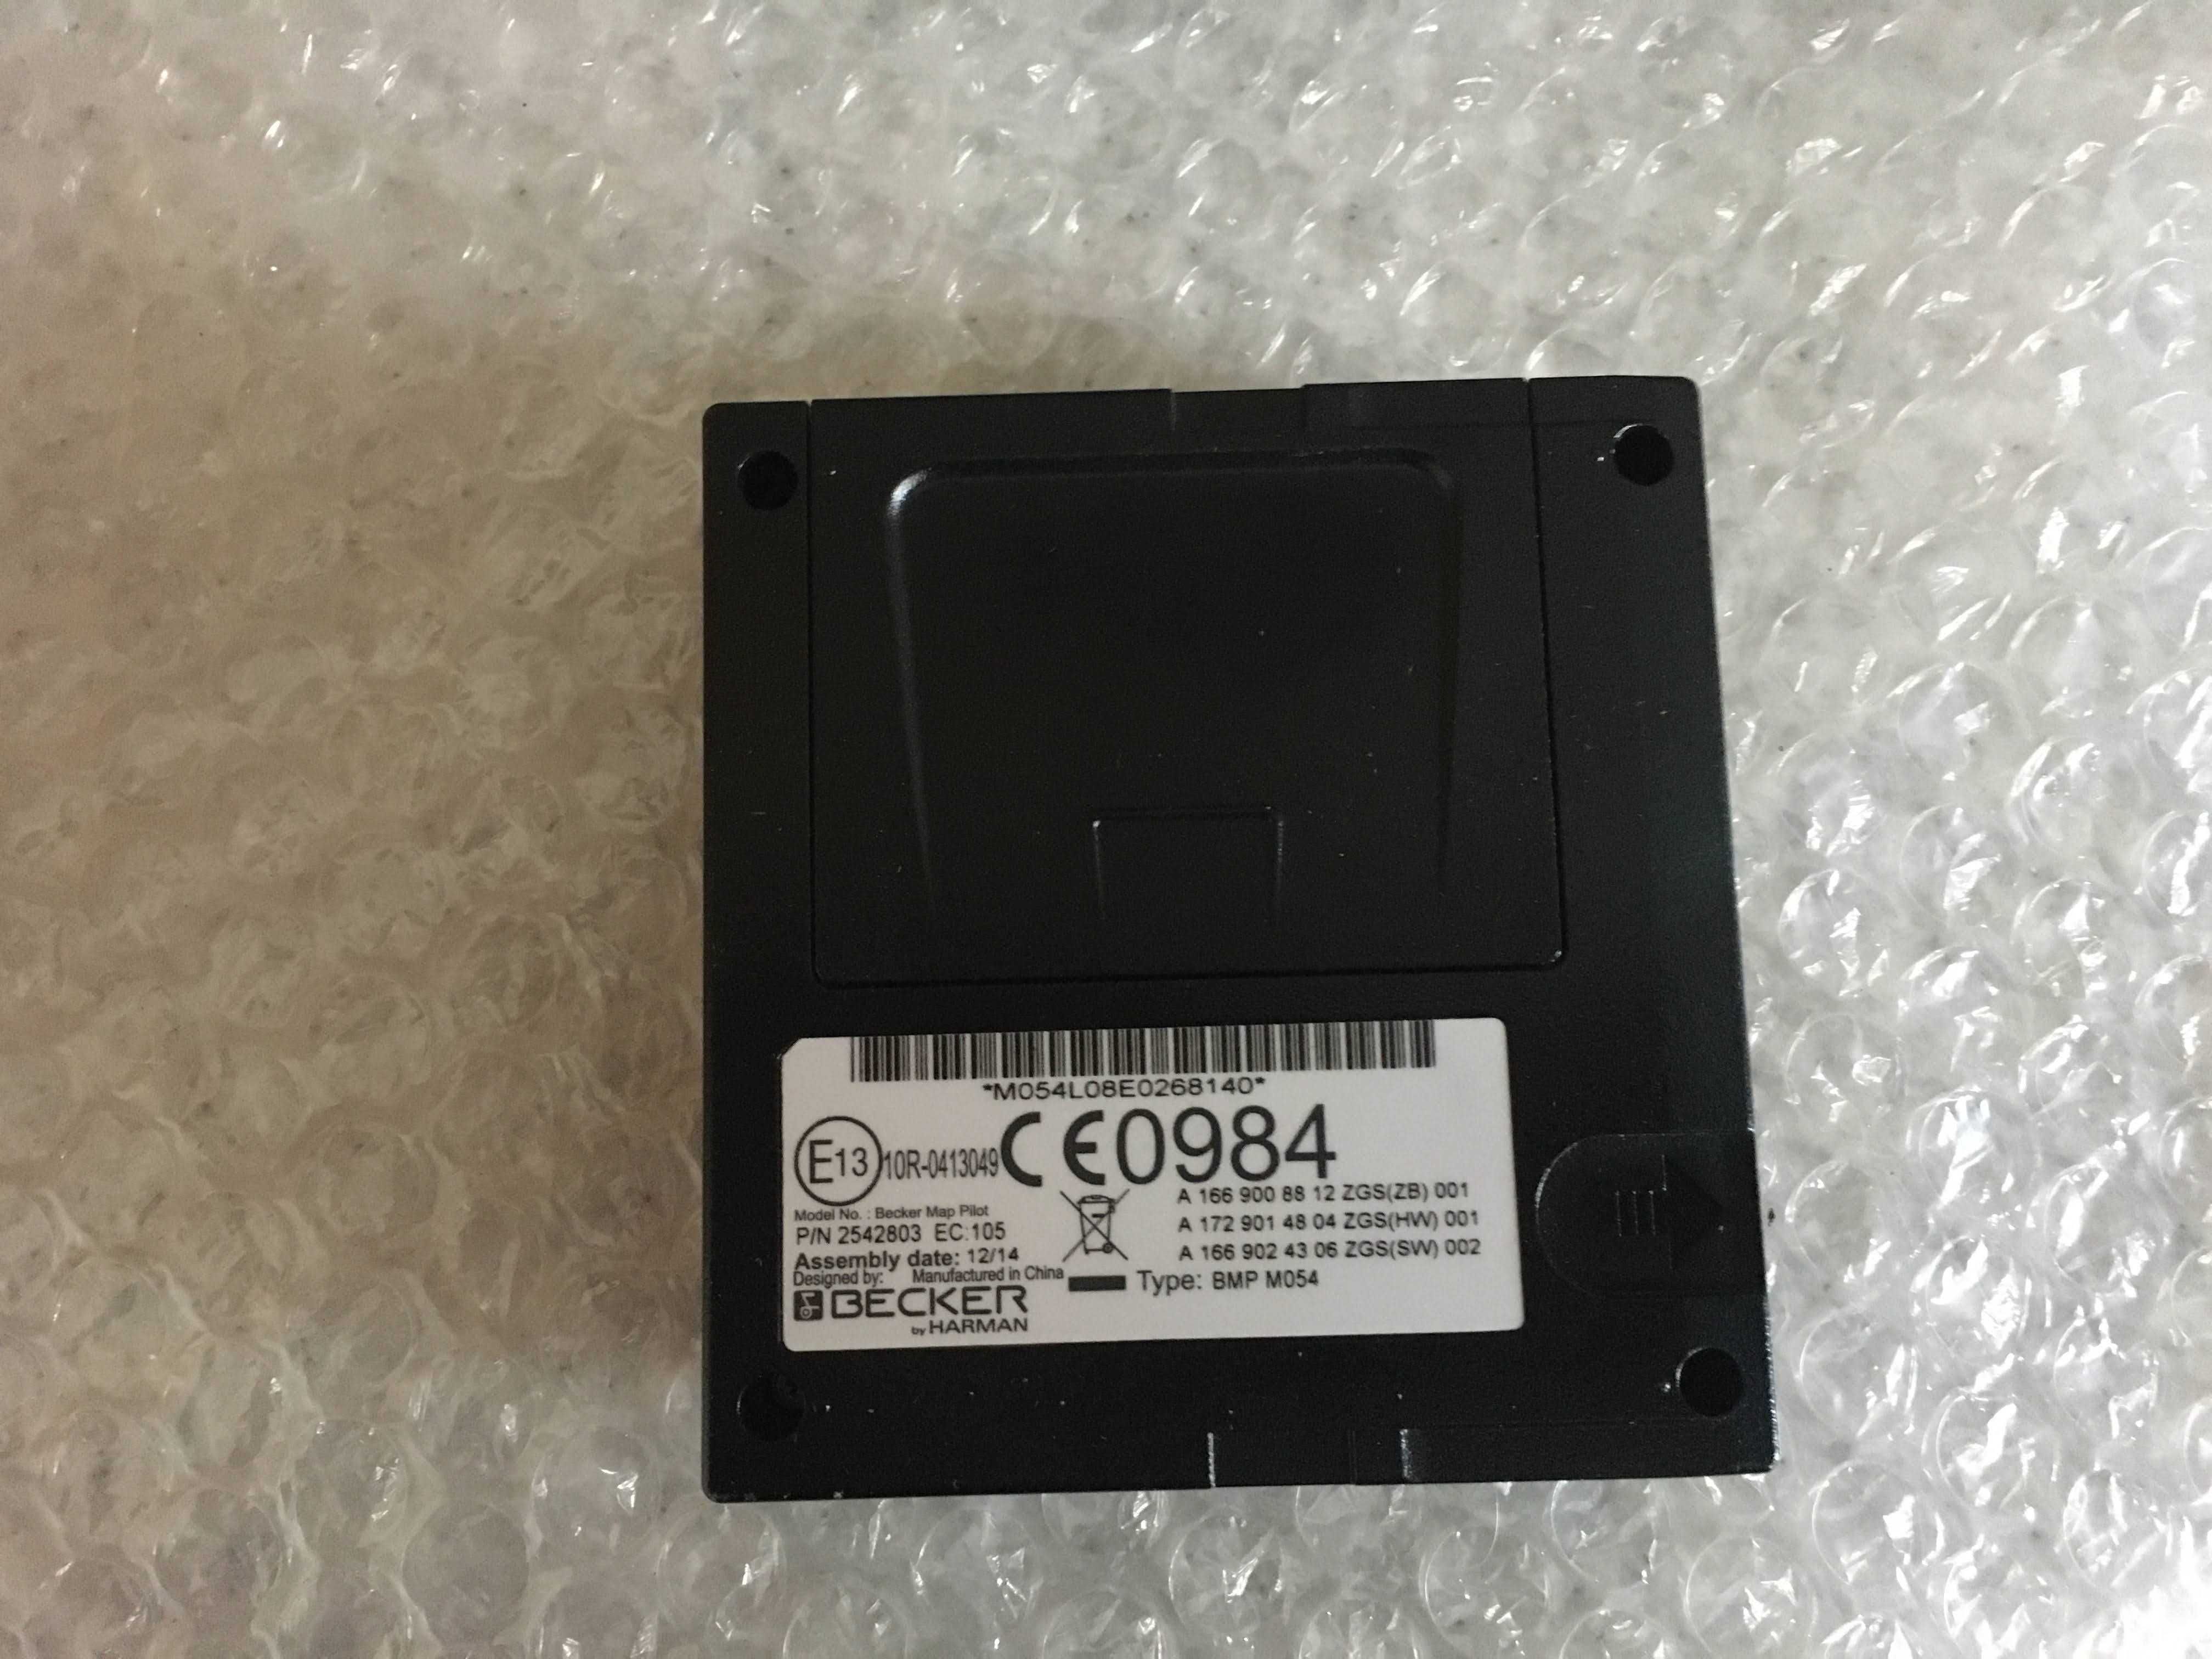 *M054L08E0268140*
E13 10R-0413049 CE0984
A 166 900 88 12 ZGS(ZB) 001
Model No. : Becker Map Pilot
P/N 2542803 EC:105
A 172 901 48 04 ZGS(HW) 001
Assembly date: 12/14
A 166 902 43 06 ZGS(SW) 002
Designed by: Manufactured in China
Type: BMP M054
BECKER
by HARMAN